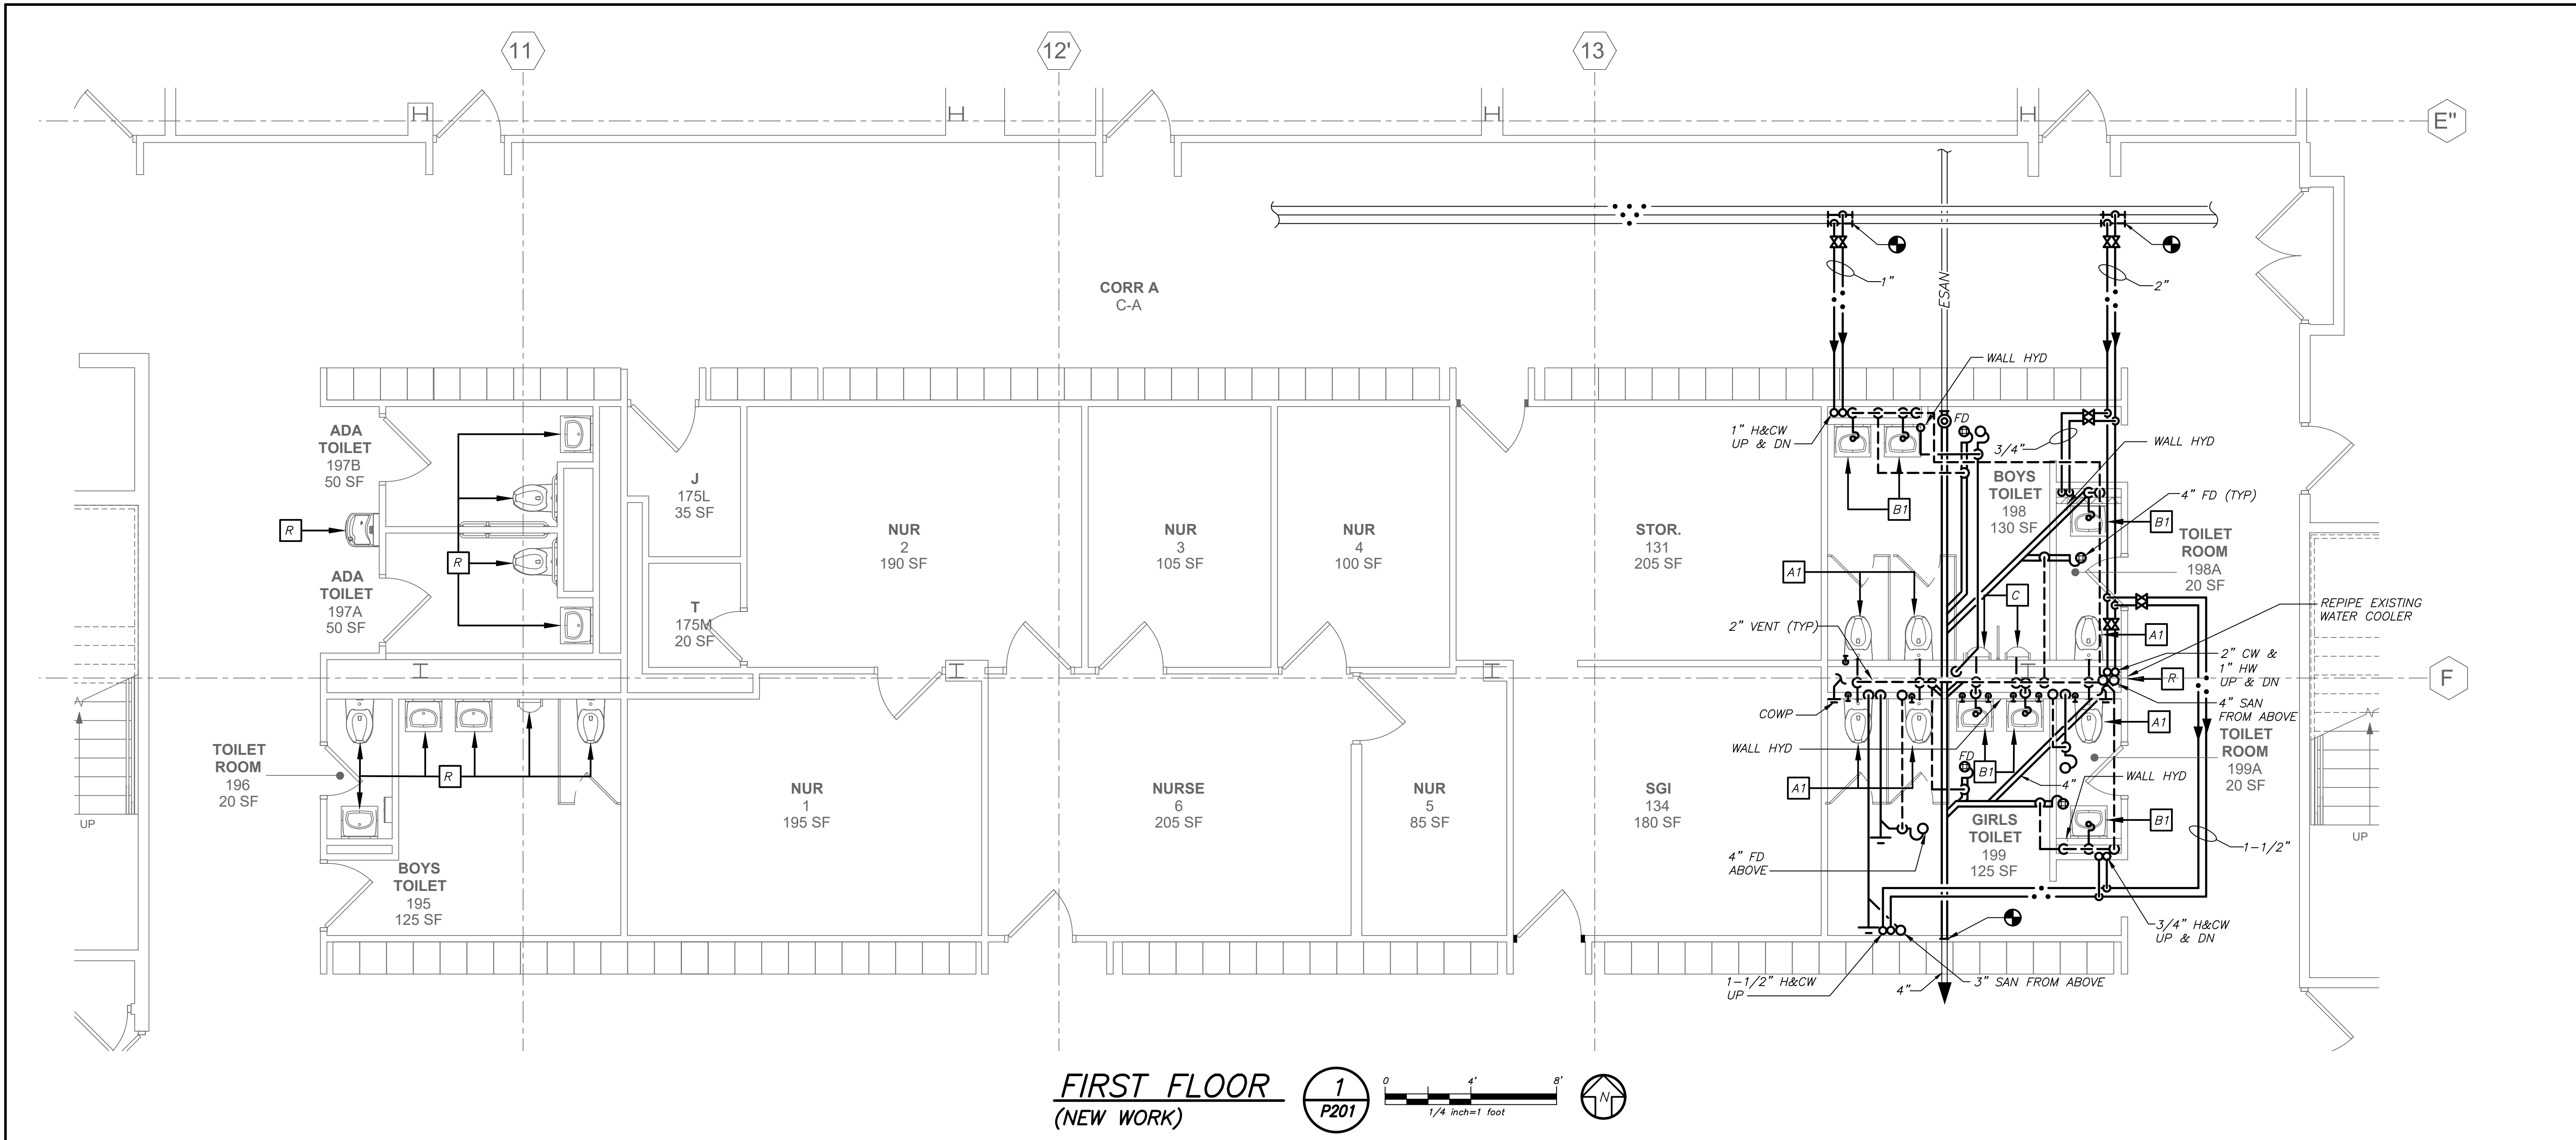 11
12'
13
E"
1"
2"
ESAN
CORR A
C-A
WALL HYD
FD
1" H&CW
UP & DN
3/4"
WALL HYD
ADA
TOILET
197B
50 SF
J
175L
35 SF
BOYS
TOILET
198
130 SF
4" FD (TYP)
B1
B1
R
NUR
2
190 SF
NUR
3
105 SF
NUR
4
100 SF
STOR.
131
205 SF
TOILET
ROOM
198A
20 SF
R
A1
C
ADA
TOILET
197A
50 SF
T
175M
20 SF
REPIPE EXISTING
WATER COOLER
2" VENT (TYP)
A1
2" CW &
1" HW
UP & DN
R
F
4" SAN
FROM ABOVE
COWP
A1
TOILET
ROOM
196
20 SF
R
WALL HYD
FD
B1
TOILET
ROOM
199A
20 SF
WALL HYD
4"
A1
NUR
1
195 SF
NURSE
6
205 SF
NUR
5
85 SF
SGI
134
180 SF
GIRLS
TOILET
199
125 SF
B1
UP
UP
1-1/2"
4" FD
ABOVE
BOYS
TOILET
195
125 SF
3/4" H&CW
UP & DN
1-1/2" H&CW
UP
4"
3" SAN FROM ABOVE
FIRST FLOOR
(NEW WORK)
1
P201
0 4' 8'
1/4 inch=1 foot
N